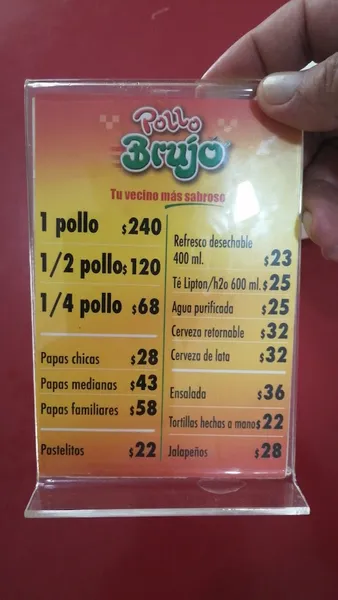 Pollo
Brujo
Tu vecino más sabroso
1 pollo $240
1/2 pollo $120
1/4 pollo $68
Papas chicas $28
Papas medianas $43
Papas familiares $58
Pastelitos $22
Refresco desechable
400 ml. $23
Té Lipton/h2o 600 ml. $25
Agua purificada $25
Cerveza retornable $32
Cerveza de lata $32
Ensalada $36
Tortillas hechas a mano $22
Jalapeños $28